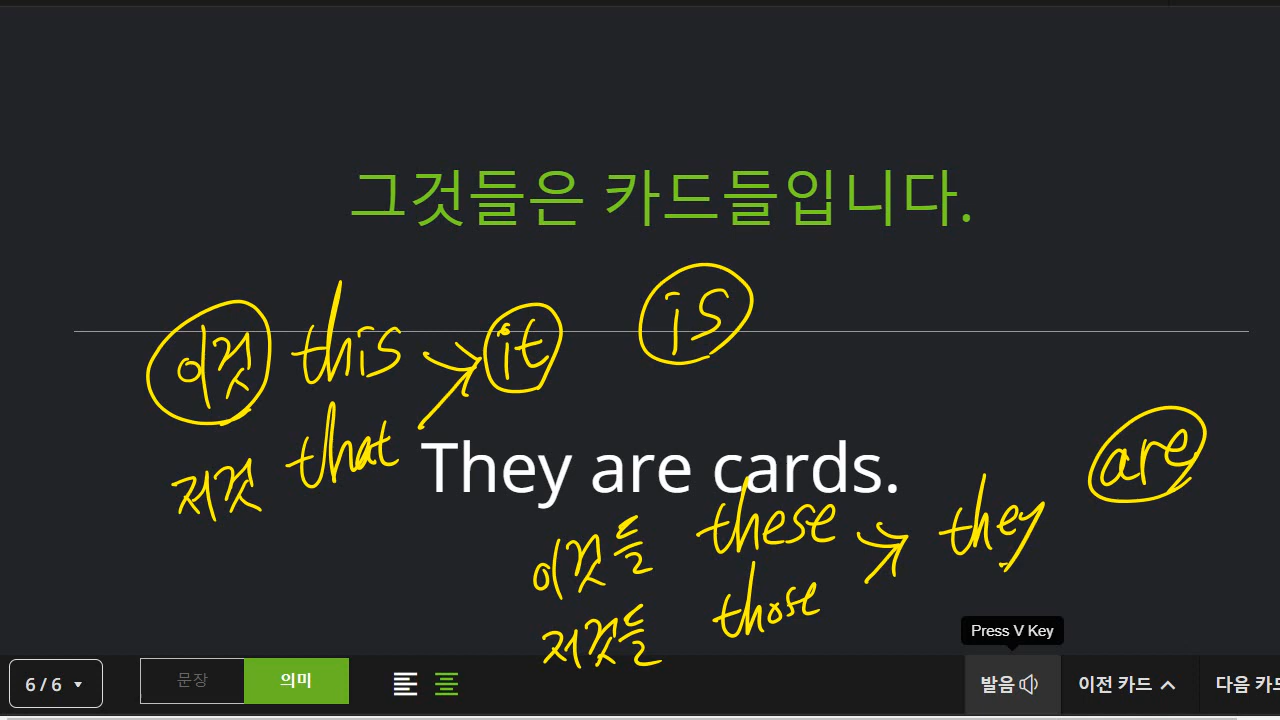 그것들은 카드들입니다.
is
이것 this it
저것 that
are
They are cards.
이것들 these they
저것들 those
Press V Key
6 / 6 문장 의미 발음 이전 카드 다음 카드